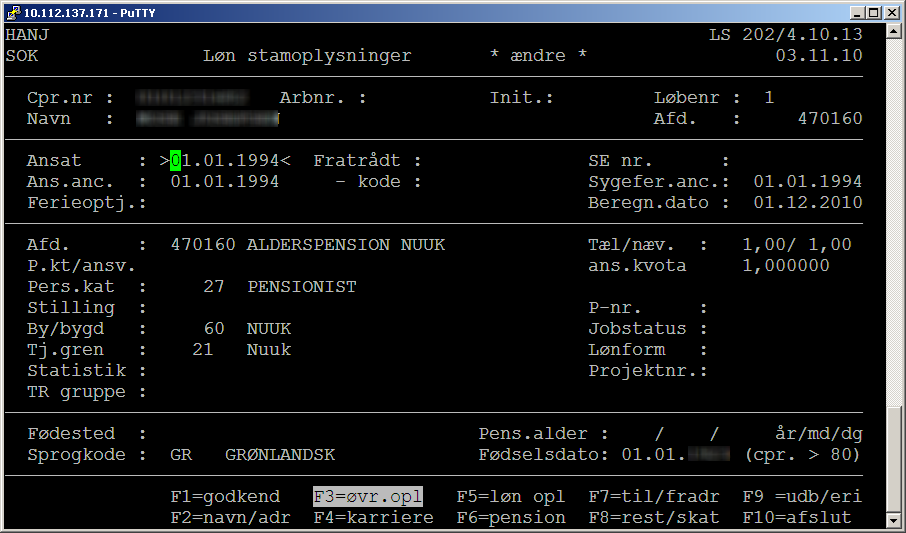 10.112.137.171 - PuTTY
HANJ LS 202/4.10.13
SOK Løn stamoplysninger * ændre * 03.11.10
Cpr.nr : Arbnr. : Init.: Løbenr : 1
Navn : Afd. : 470160
Ansat : >01.01.1994< Fratrådt : SE nr. :
Ans.anc. : 01.01.1994 - kode : Sygefer.anc.: 01.01.1994
Ferieoptj.: Beregn.dato : 01.12.2010
Afd. : 470160 ALDERSPENSION NUUK Tæl/næv. : 1,00/ 1,00
P.kt/ansv. ans.kvota 1,000000
Pers.kat : 27 PENSIONIST
Stilling : P-nr. :
By/bygd : 60 NUUK Jobstatus :
Tj.gren : 21 Nuuk Lønform :
Statistik : Projektnr.:
TR gruppe :
Fødested : Pens.alder : / / år/md/dg
Sprogkode : GR GRØNLANDSK Fødselsdato: 01.01. (cpr. > 80)
F1=godkend F3=øvr.opl F5=løn opl F7=til/fradr F9 =udb/eri
F2=navn/adr F4=karriere F6=pension F8=rest/skat F10=afslut